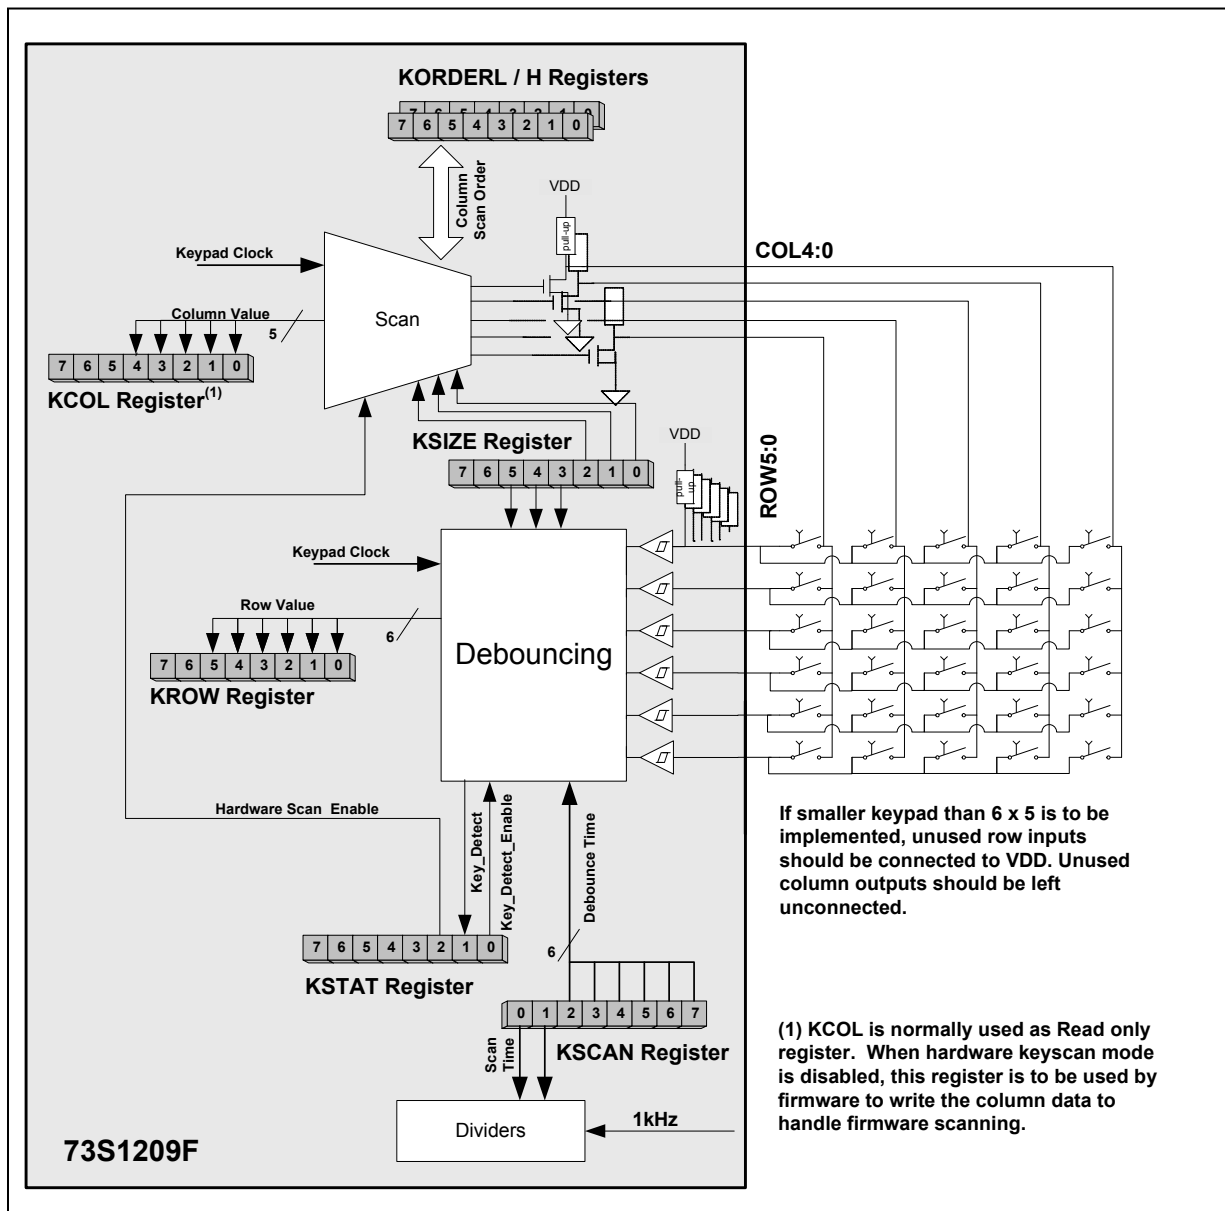 KORDERL / H Registers
7 6 5 4 3 2 1 0
7 6 5 4 3 2 1 0
Column
Scan Order
VDD
pull-up
COL4:0
Keypad Clock
Scan
Column Value
5
7 6 5 4 3 2 1 0
KCOL Register(1)
KSIZE Register
7 6 5 4 3 2 1 0
VDD
pull-
up
ROW5:0
Keypad Clock
Row Value
6
7 6 5 4 3 2 1 0
KROW Register
Debouncing
Hardware Scan Enable
Key_Detect
Key_Detect_Enable
Debounce Time
6
7 6 5 4 3 2 1 0
KSTAT Register
0 1 2 3 4 5 6 7
KSCAN Register
Scan
Time
Dividers
1kHz
73S1209F
If smaller keypad than 6 x 5 is to be
implemented, unused row inputs
should be connected to VDD. Unused
column outputs should be left
unconnected.
(1) KCOL is normally used as Read only
register. When hardware keyscan mode
is disabled, this register is to be used by
firmware to write the column data to
handle firmware scanning.